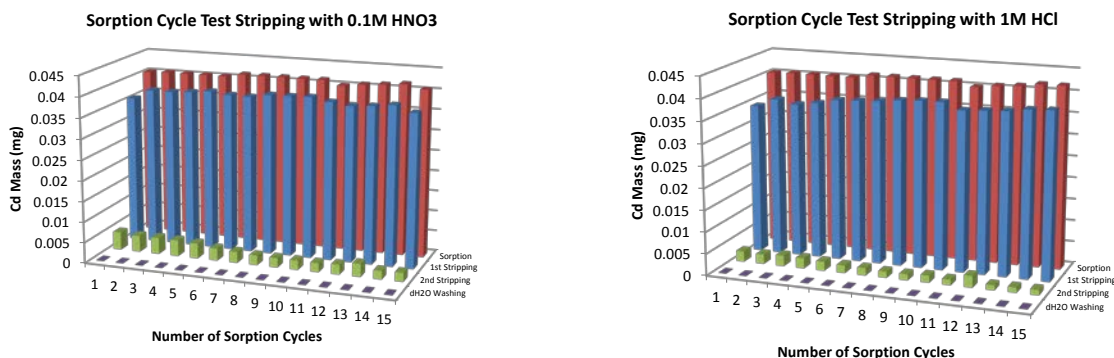 Sorption Cycle Test Stripping with 0.1M HNO3
0.045
0.04
0.035
0.03
0.025
0.02
0.015
0.01
0.005
0
Cd Mass (mg)
1 2 3 4 5 6 7 8 9 10 11 12 13 14 15
Sorption
1st Stripping
2nd Stripping
dH2O Washing
Number of Sorption Cycles
Sorption Cycle Test Stripping with 1M HCl
0.045
0.04
0.035
0.03
0.025
0.02
0.015
0.01
0.005
0
Cd Mass (mg)
1 2 3 4 5 6 7 8 9 10 11 12 13 14 15
Sorption
1st Stripping
2nd Stripping
dH2O Washing
Number of Sorption Cycles